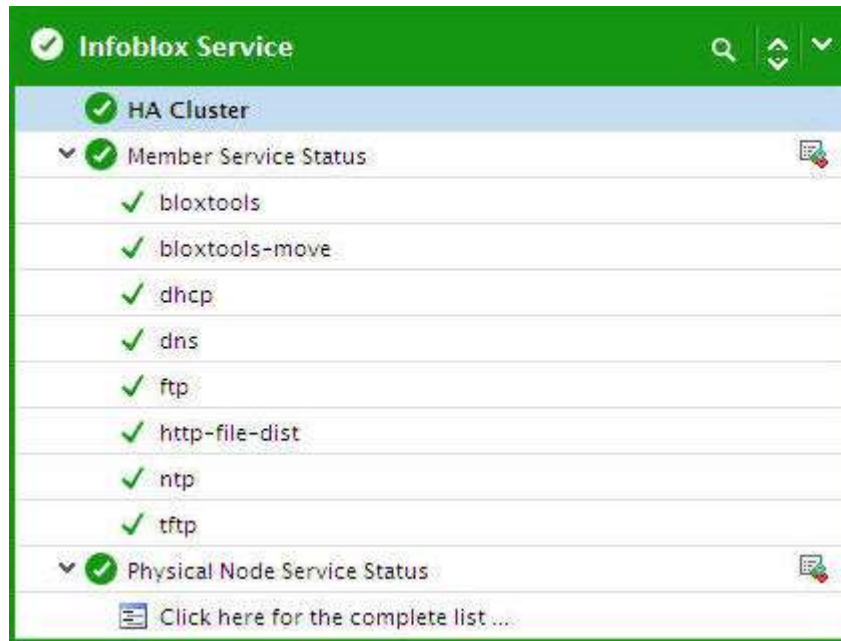 Infoblox Service
HA Cluster
Member Service Status
bloxtools
bloxtools-move
dhcp
dns
ftp
http-file-dist
ntp
tftp
Physical Node Service Status
Click here for the complete list ...